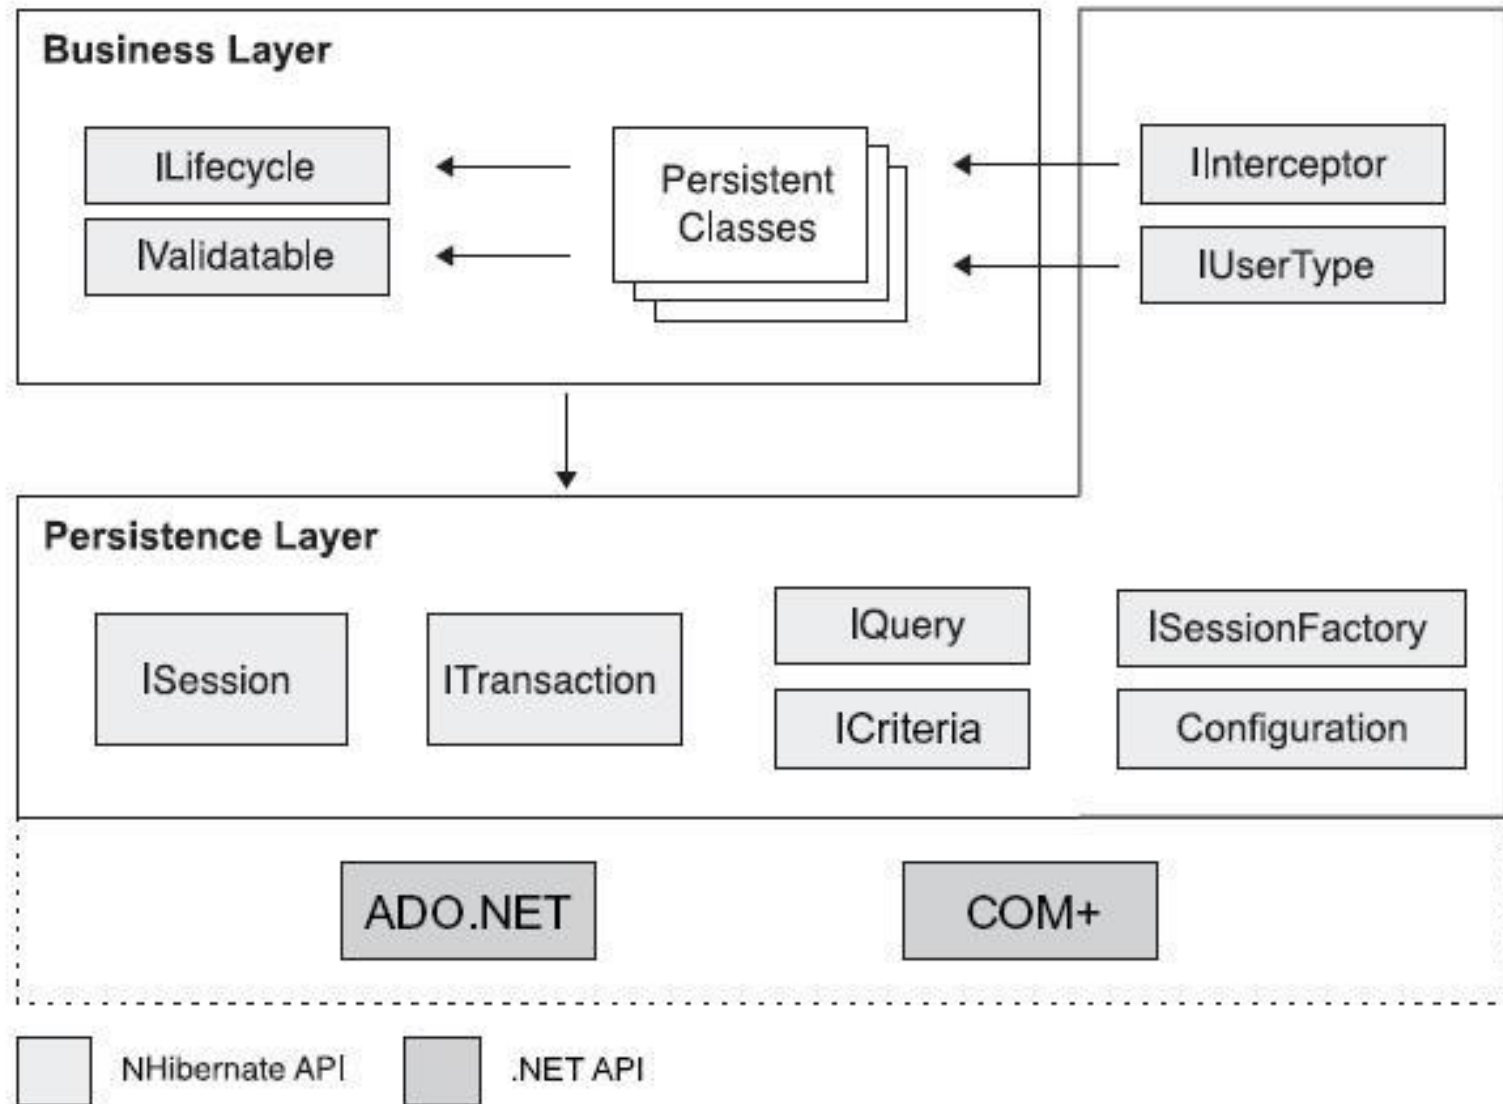 Business Layer
ILifecycle
IValidatable
Persistent
Classes
IInterceptor
IUserType
Persistence Layer
ISession
ITransaction
IQuery
ICriteria
ISessionFactory
Configuration
ADO.NET
COM+
NHibernate API
.NET API